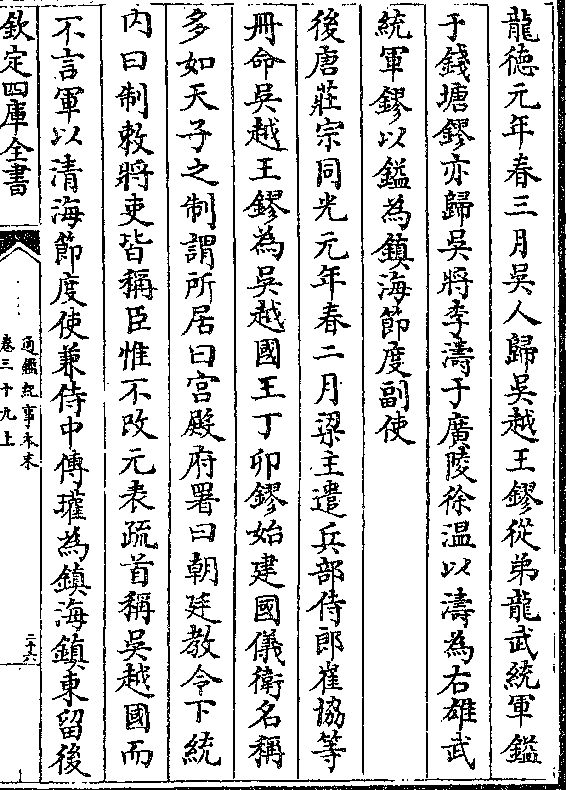 龍徳元年春三月吳人歸吳越王鏐從弟龍武統軍鎰
于錢塘鏐亦歸吳將李濤于廣陵徐温以濤為右雄武
統軍鏐以鎰為鎮海節度副使
後唐莊宗同光元年春二月梁主遣兵部侍郎崔協等
冊命吳越王鏐為吳越國王丁卯鏐始建國儀衛名稱
多如天子之制謂所居曰宫殿府署曰朝廷教令下統
内曰制敕將吏皆稱臣惟不改元表疏首稱吳越國而
不言軍以清海節度使兼侍中傳瓘為鎮海鎮東留後
欽定四庫全書
通鑑紀事本末
卷三十九上
二十六